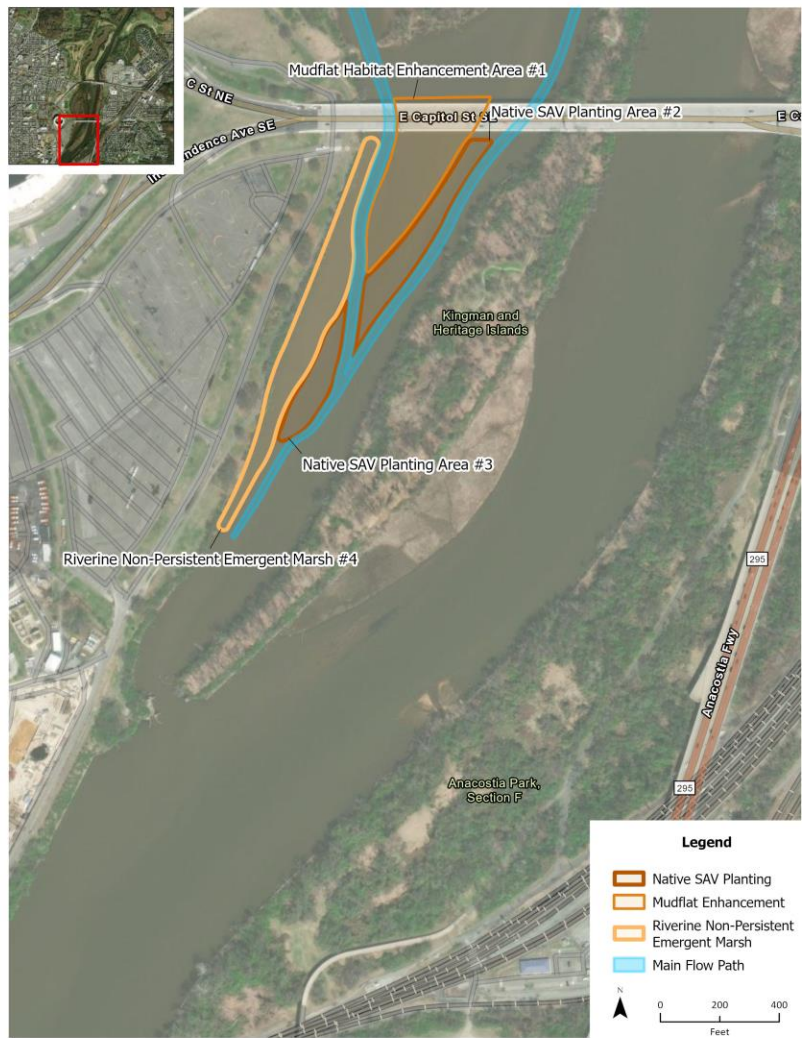 Mudflat Habitat Enhancement Area #1
C St NE
E Capitol St SE
Native SAV Planting Area #2
Independence Ave SE
Kingman and
Heritage Islands
Native SAV Planting Area #3
Riverine Non-Persistent Emergent Marsh #4
295
Anacostia Fwy
295
Anacostia Park,
Section F
Legend
Native SAV Planting
Mudflat Enhancement
Riverine Non-Persistent
Emergent Marsh
Main Flow Path
N
0 200 400
Feet